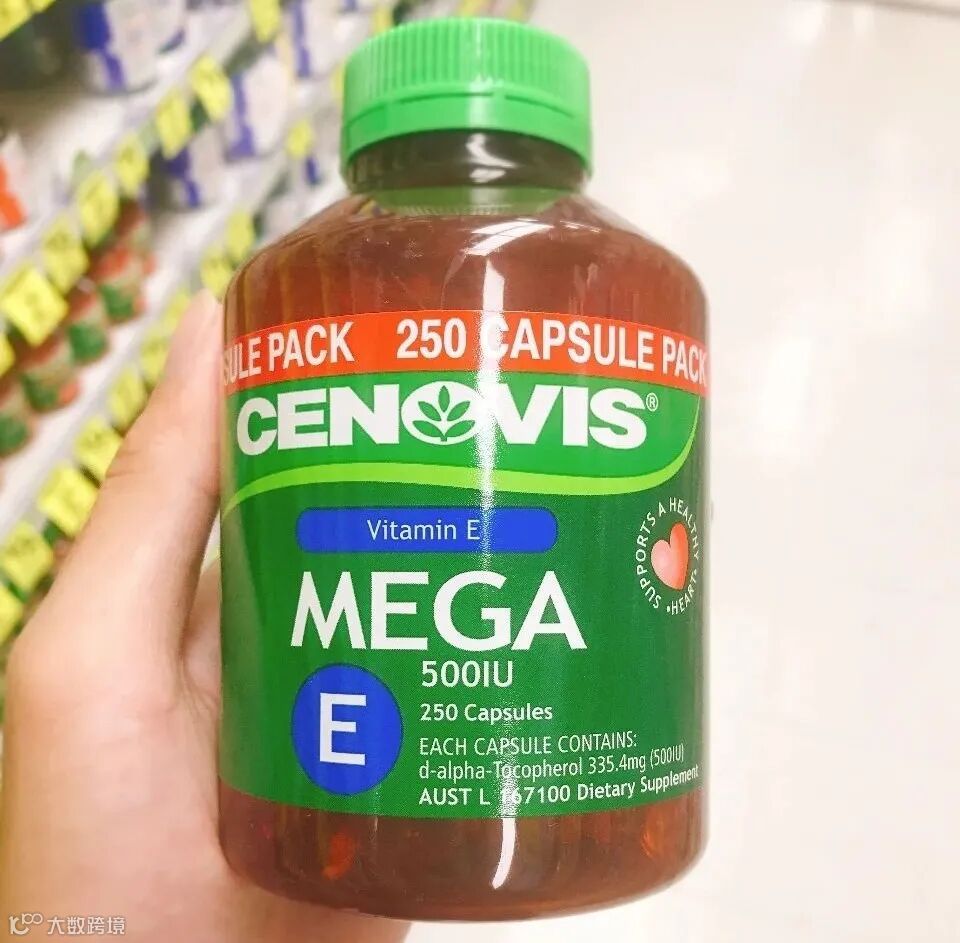 SULE PACK 250 CAPSULE PACK
CENOVIS®
Vitamin E
SUPPORTS A HEALTHY HEART
MEGA
500IU
E
250 Capsules
EACH CAPSULE CONTAINS:
d-alpha-Tocopherol 335.4mg (500IU)
AUST L 167100 Dietary Supplement
大数跨境